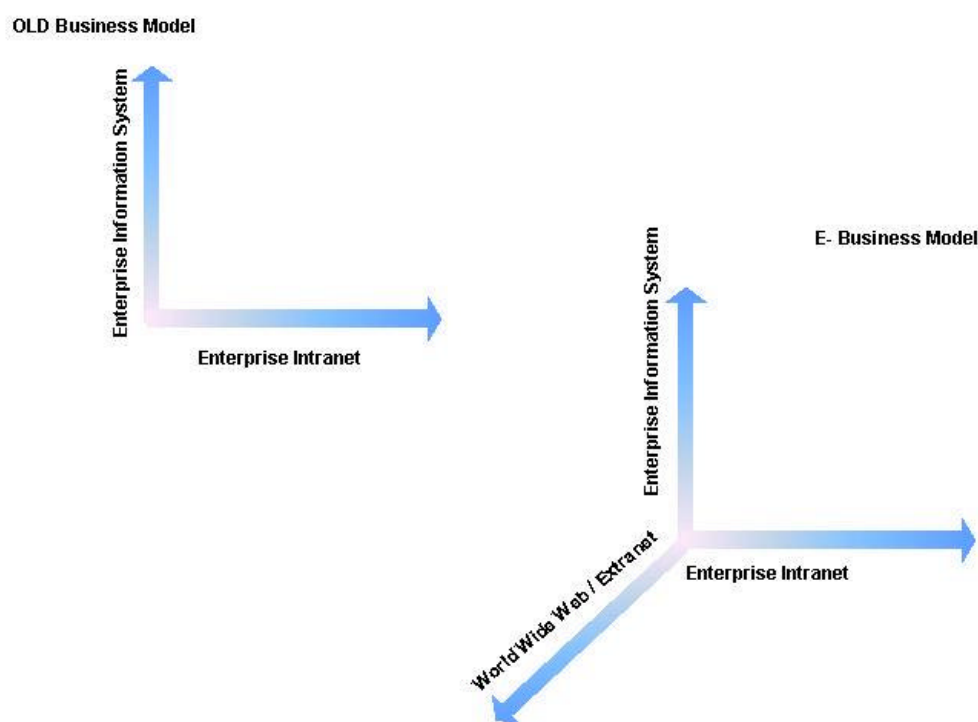 OLD Business Model
Enterprise Information System
Enterprise Intranet
E- Business Model
Enterprise Information System
Enterprise Intranet
World Wide Web / Extranet